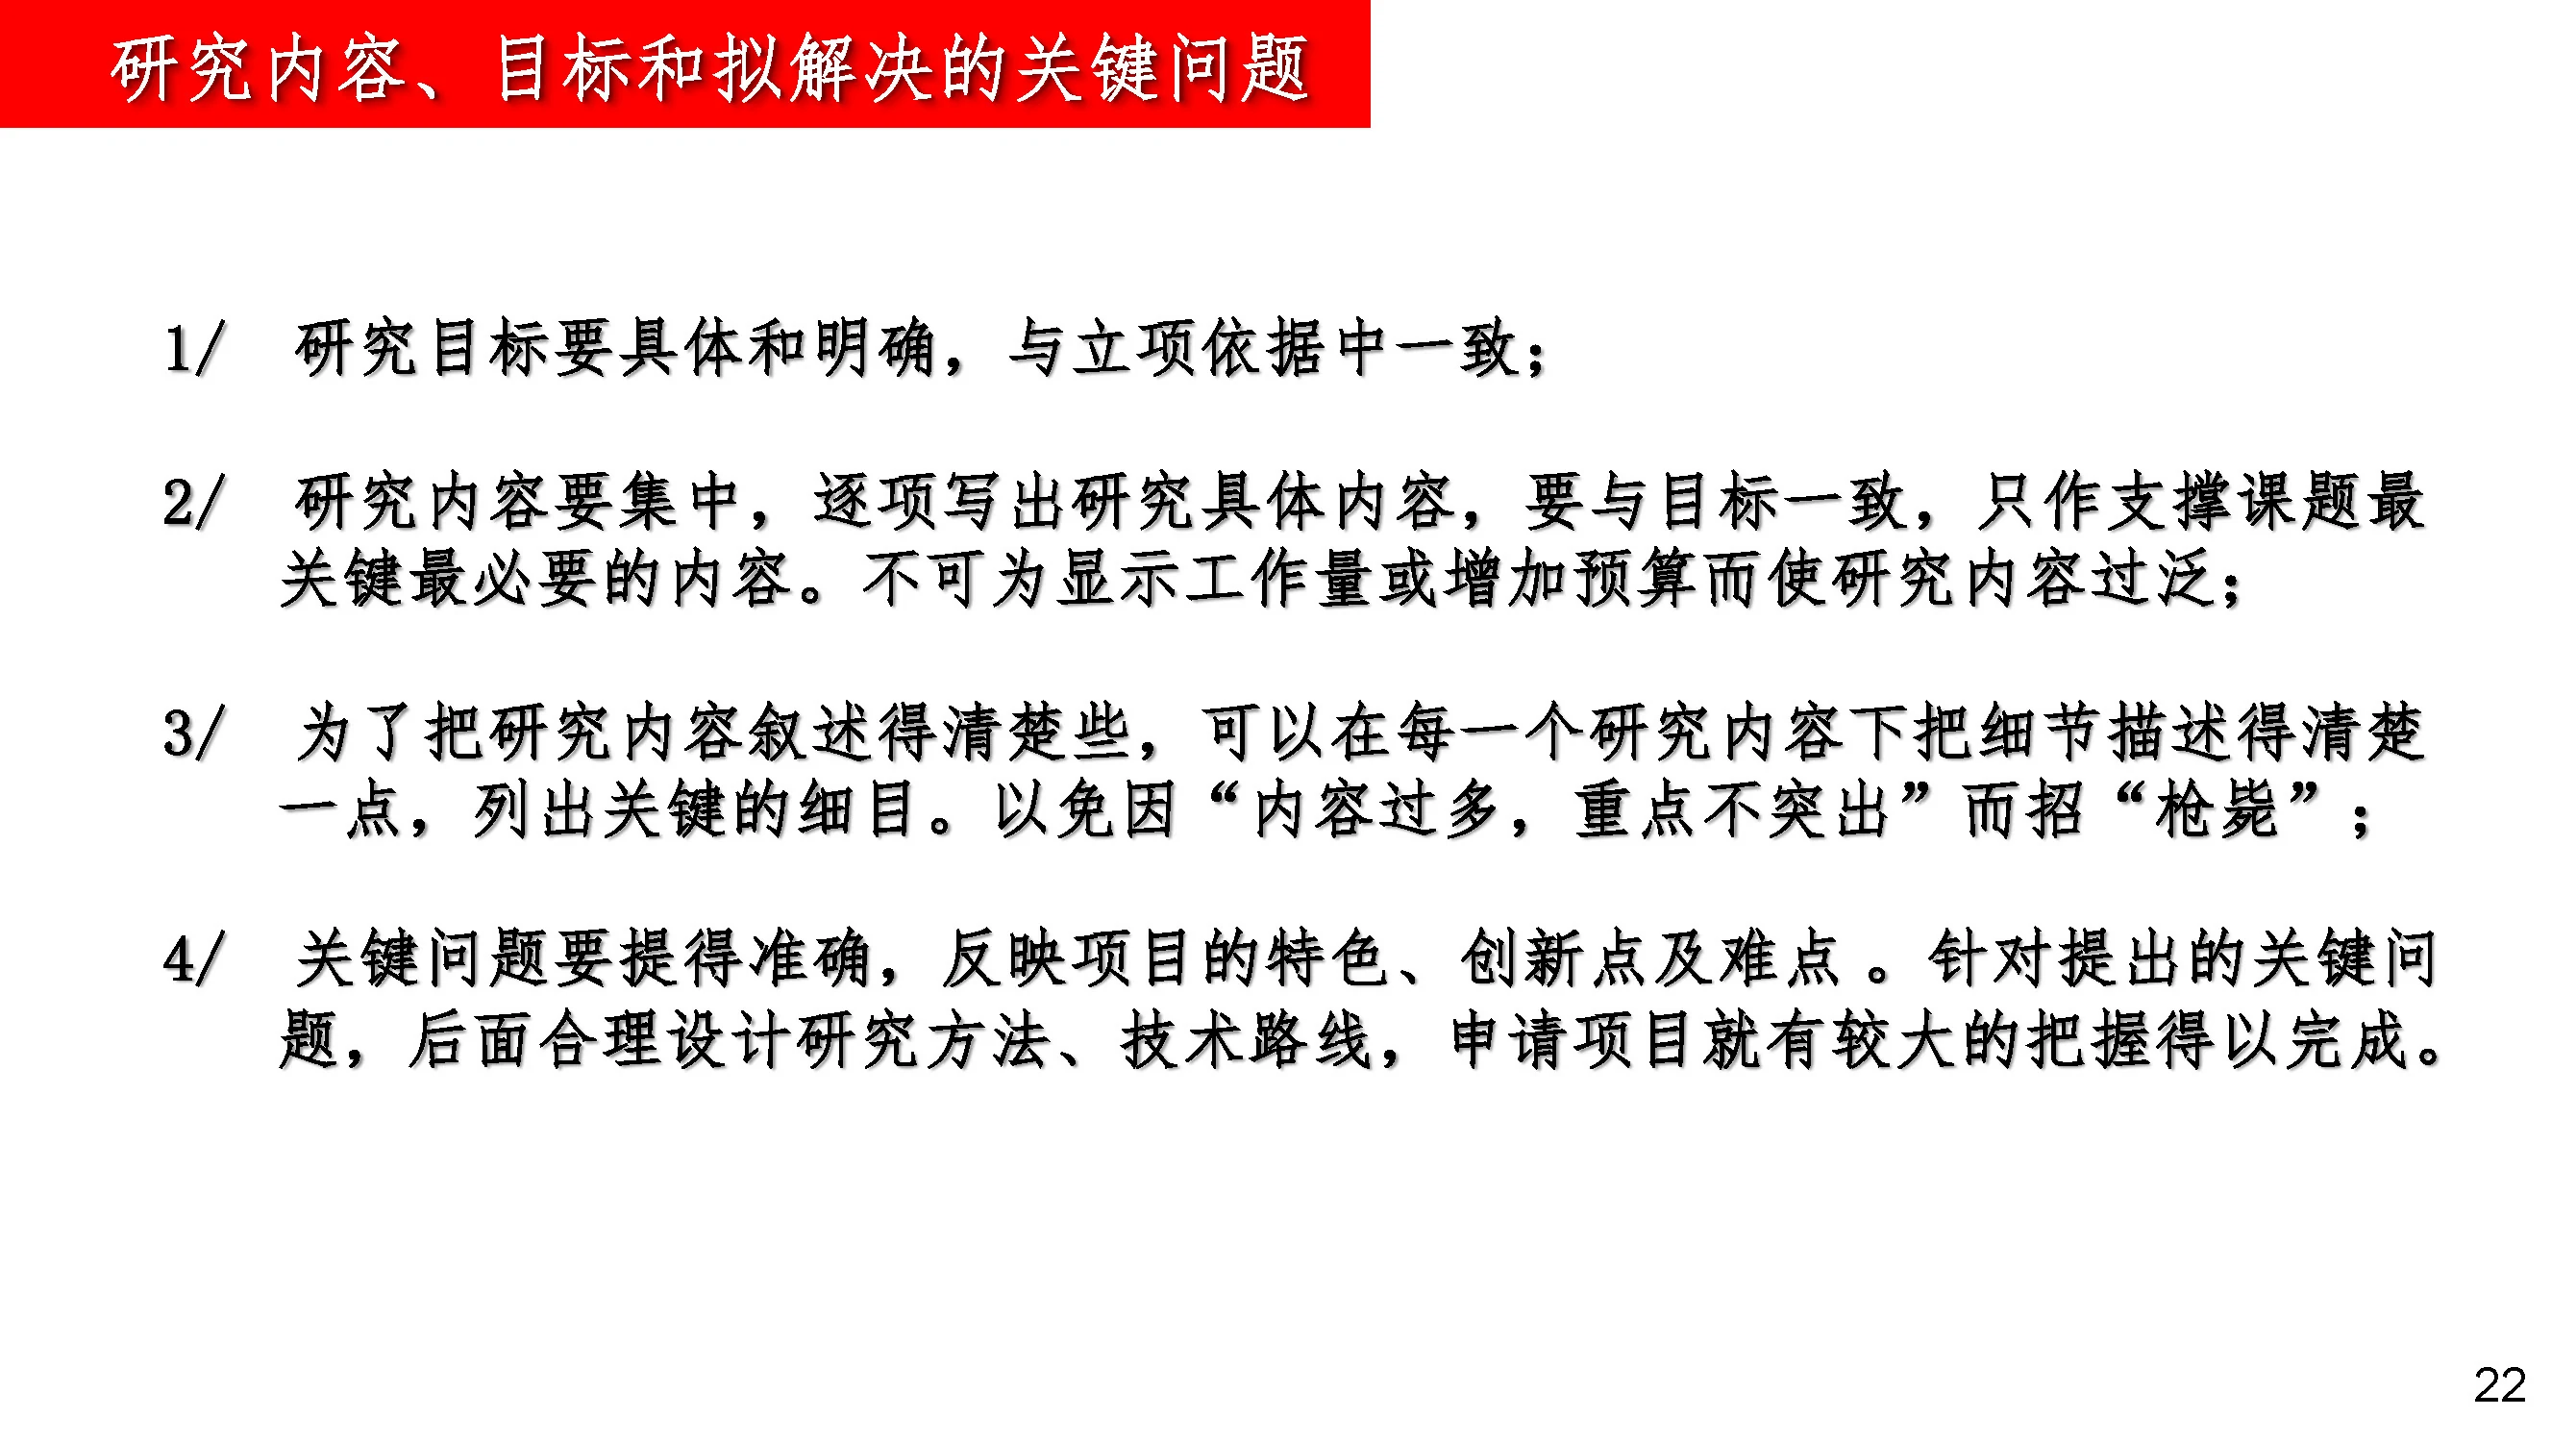 研究内容、目标和拟解决的关键问题
1/ 研究目标要具体和明确，与立项依据中一致；
2/ 研究内容要集中，逐项写出研究具体内容，要与目标一致，只作支撑课题最
关键最必要的内容。不可为显示工作量或增加预算而使研究内容过泛；
3/ 为了把研究内容叙述得清楚些，可以在每一个研究内容下把细节描述得清楚
一点，列出关键的细目。以免因“内容过多，重点不突出”而招“枪毙”；
4/ 关键问题要提得准确，反映项目的特色、创新点及难点 。针对提出的关键问
题，后面合理设计研究方法、技术路线，申请项目就有较大的把握得以完成。
22